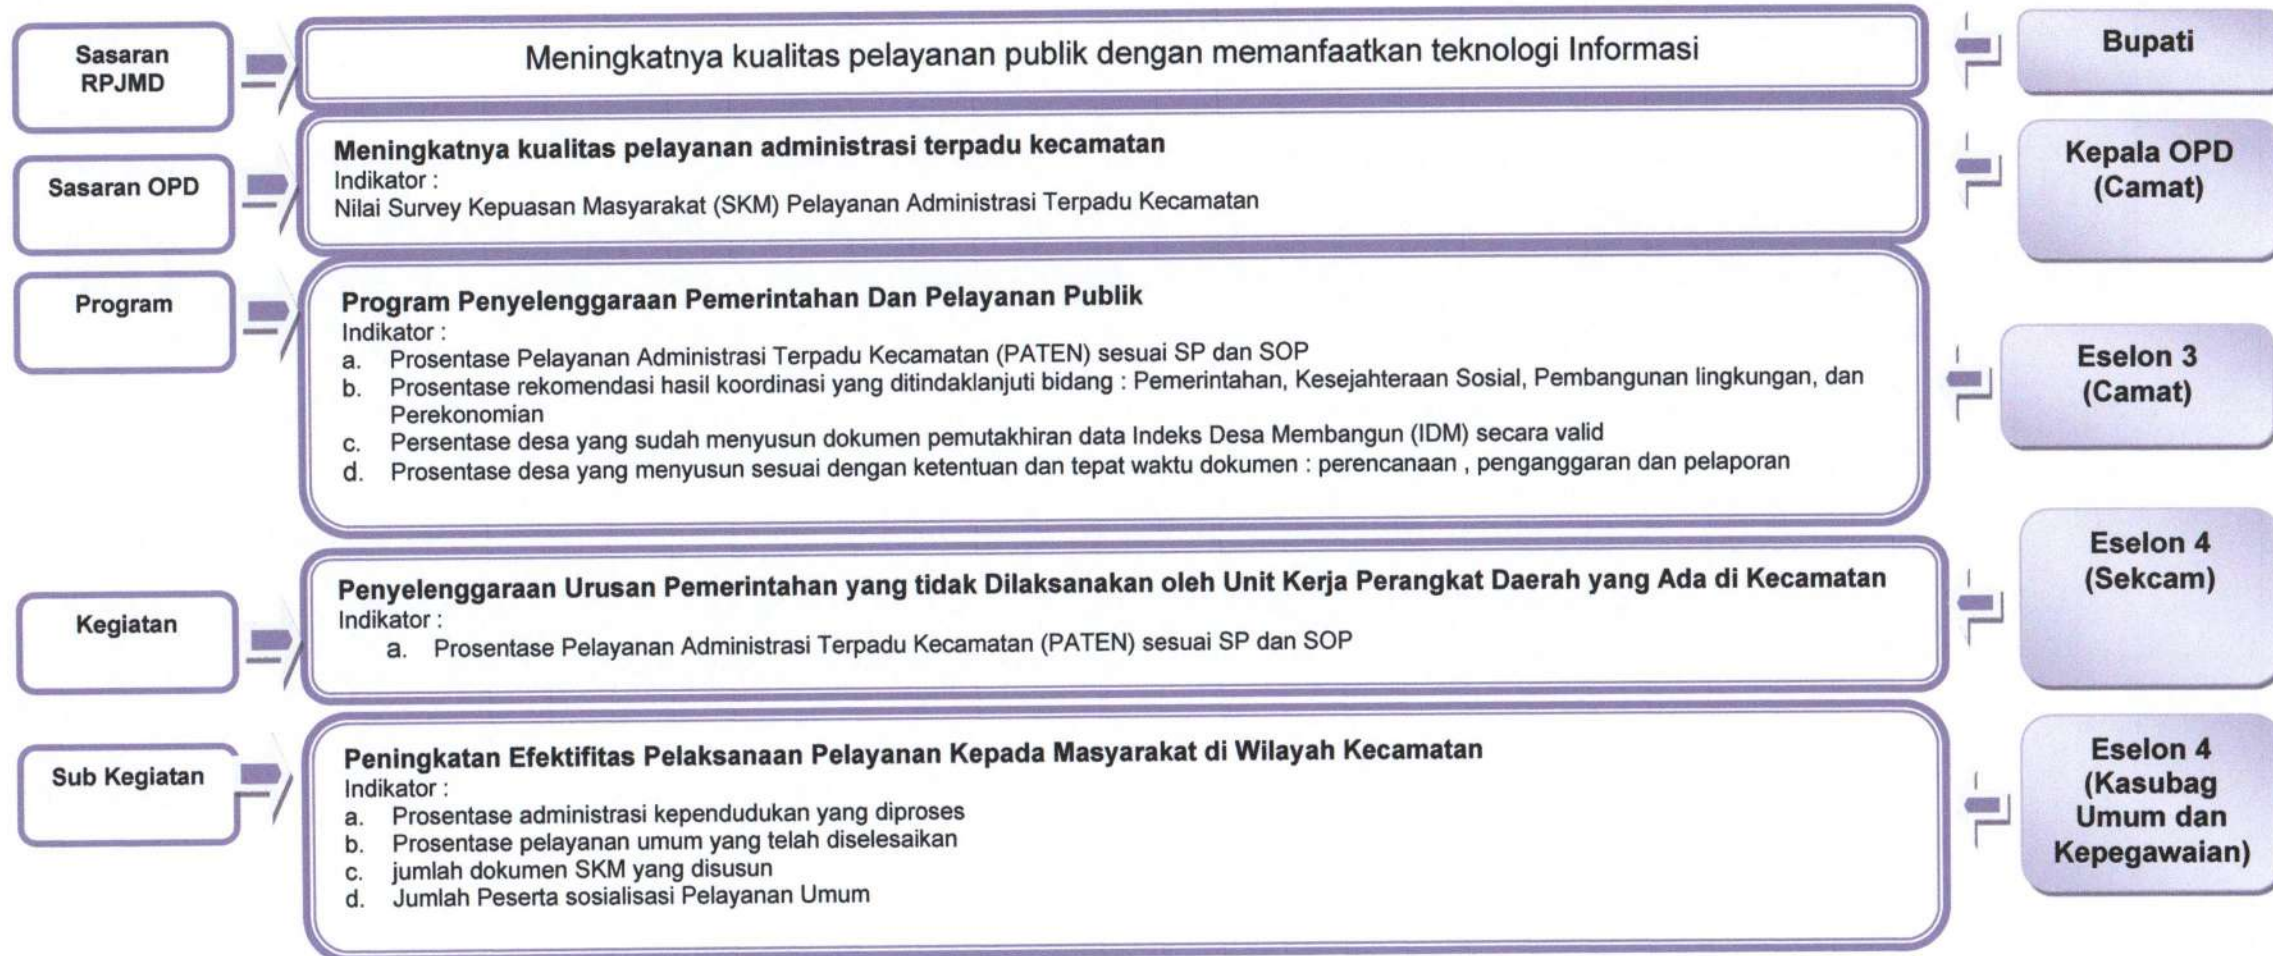 Sasaran
RPJMD
Meningkatnya kualitas pelayanan publik dengan memanfaatkan teknologi Informasi
Bupati
Sasaran OPD
Meningkatnya kualitas pelayanan administrasi terpadu kecamatan
Indikator :
Nilai Survey Kepuasan Masyarakat (SKM) Pelayanan Administrasi Terpadu Kecamatan
Kepala OPD
(Camat)
Program
Program Penyelenggaraan Pemerintahan Dan Pelayanan Publik
Indikator :
a. Prosentase Pelayanan Administrasi Terpadu Kecamatan (PATEN) sesuai SP dan SOP
b. Prosentase rekomendasi hasil koordinasi yang ditindaklanjuti bidang : Pemerintahan, Kesejahteraan Sosial, Pembangunan lingkungan, dan
Perekonomian
c. Persentase desa yang sudah menyusun dokumen pemutakhiran data Indeks Desa Membangun (IDM) secara valid
d. Prosentase desa yang menyusun sesuai dengan ketentuan dan tepat waktu dokumen : perencanaan , penganggaran dan pelaporan
Eselon 3
(Camat)
Kegiatan
Penyelenggaraan Urusan Pemerintahan yang tidak Dilaksanakan oleh Unit Kerja Perangkat Daerah yang Ada di Kecamatan
Indikator :
a. Prosentase Pelayanan Administrasi Terpadu Kecamatan (PATEN) sesuai SP dan SOP
Eselon 4
(Sekcam)
Sub Kegiatan
Peningkatan Efektifitas Pelaksanaan Pelayanan Kepada Masyarakat di Wilayah Kecamatan
Indikator :
a. Prosentase administrasi kependudukan yang diproses
b. Prosentase pelayanan umum yang telah diselesaikan
c. jumlah dokumen SKM yang disusun
d. Jumlah Peserta sosialisasi Pelayanan Umum
Eselon 4
(Kasubag
Umum dan
Kepegawaian)